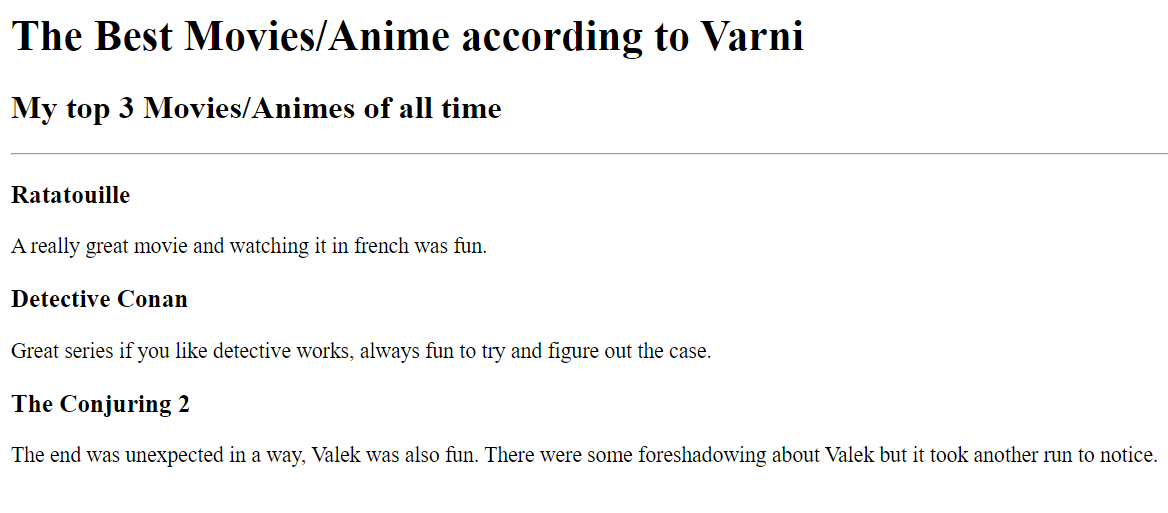 The Best Movies/Anime according to Varni
My top 3 Movies/Animes of all time
Ratatouille
A really great movie and watching it in french was fun.
Detective Conan
Great series if you like detective works, always fun to try and figure out the case.
The Conjuring 2
The end was unexpected in a way, Valek was also fun. There were some foreshadowing about Valek but it took another run to notice.